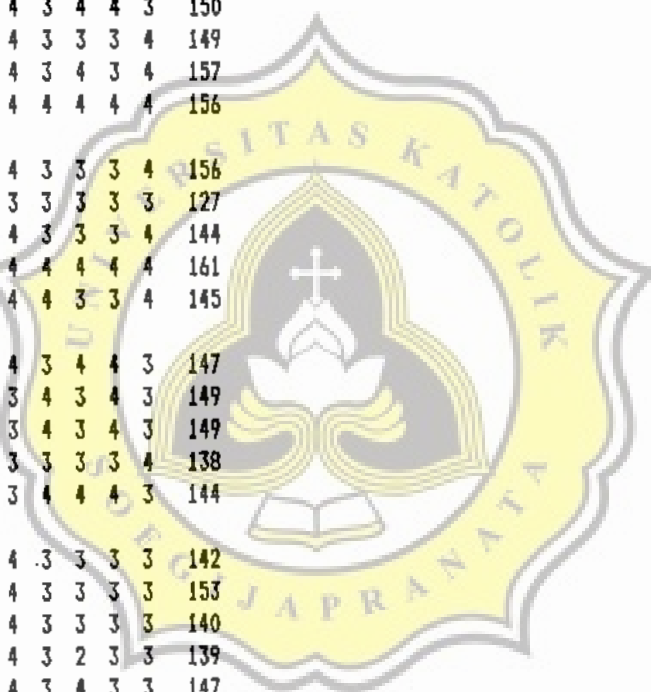 4 3 4 4 3 150
4 3 3 3 4 149
4 3 4 3 4 157
4 4 4 4 4 156
4 3 3 3 4 156
3 3 3 3 3 127
4 3 3 3 4 144
4 4 4 4 4 161
4 4 3 3 4 145
4 3 4 4 3 147
3 4 3 4 3 149
3 4 3 4 3 149
3 3 3 3 4 138
3 4 4 4 3 144
4 .3 3 3 3 142
4 3 3 3 3 153
4 3 3 3 3 140
4 3 2 3 3 139
4 3 4 3 3 147
UNIVERSITAS KATOLIK
SOEGIJAPRANATA